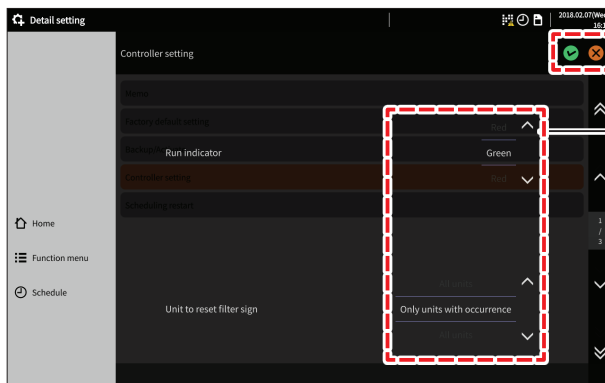 Detail setting
2018.02.07(Wed
16:1
Controller setting
Memo
Factory default setting
Red
Run indicator
Green
Controller setting
Red
Scheduling restart
Home
1
/
3
Function menu
Schedule
All units
Unit to reset filter sign
Only units with occurrence
All units